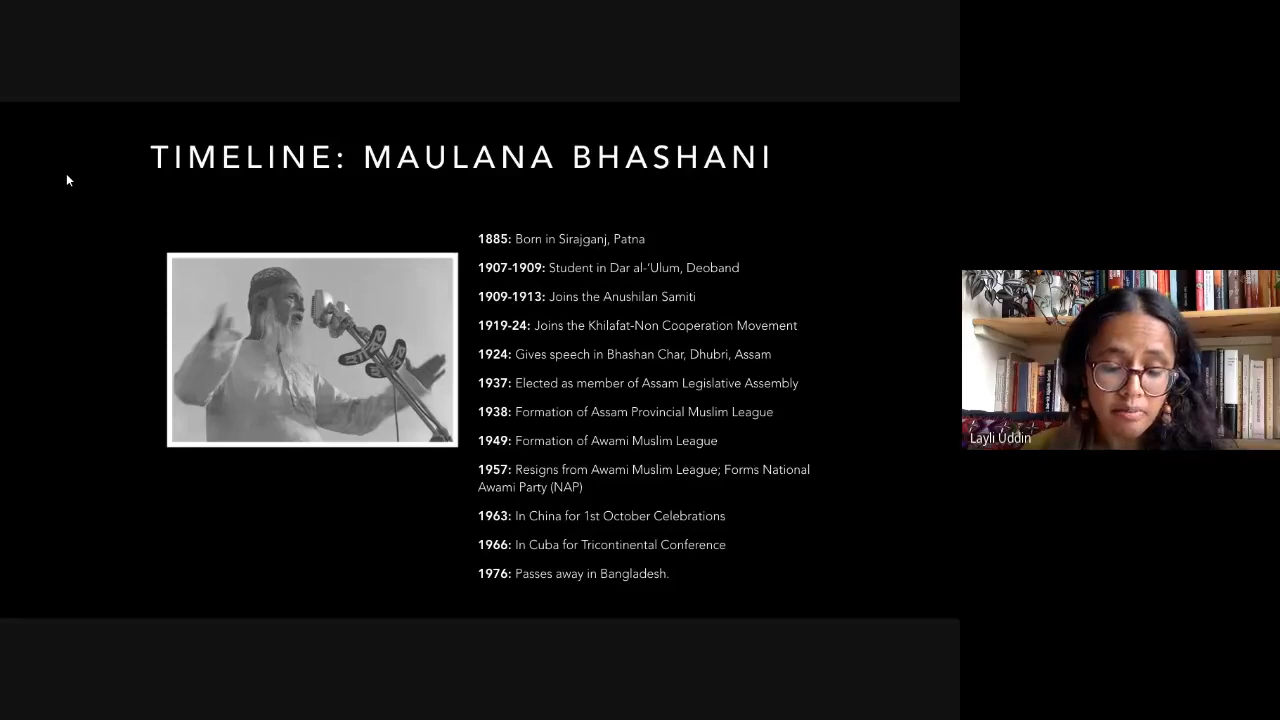 TIMELINE: MAULANA BHASHANI
1885: Born in Sirajganj, Patna
1907-1909: Student in Dar al-‘Ulum, Deoband
1909-1913: Joins the Anushilan Samiti
1919-24: Joins the Khilafat-Non Cooperation Movement
1924: Gives speech in Bhashan Char, Dhubri, Assam
1937: Elected as member of Assam Legislative Assembly
1938: Formation of Assam Provincial Muslim League
1949: Formation of Awami Muslim League
1957: Resigns from Awami Muslim League; Forms National
Awami Party (NAP)
1963: In China for 1st October Celebrations
1966: In Cuba for Tricontinental Conference
1976: Passes away in Bangladesh.
Layli Uddin